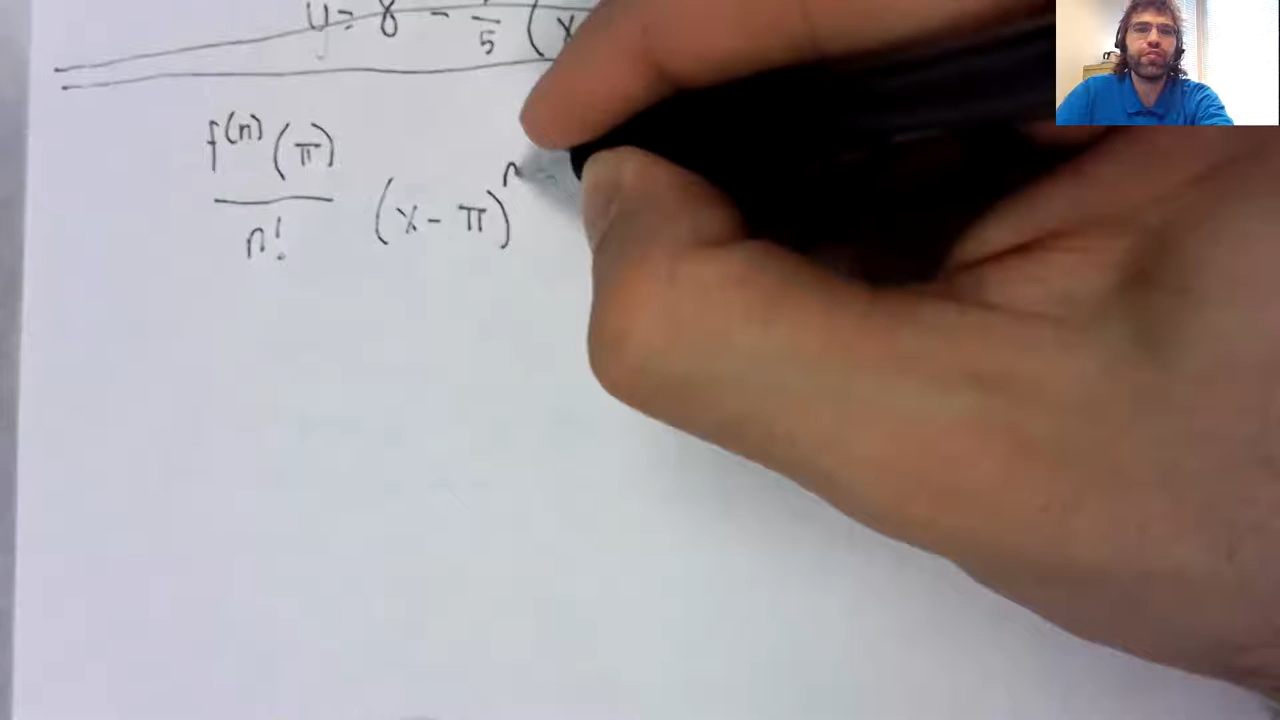 y = 8 - /5 (x
f^(n)(π)/n! (x - π)^n